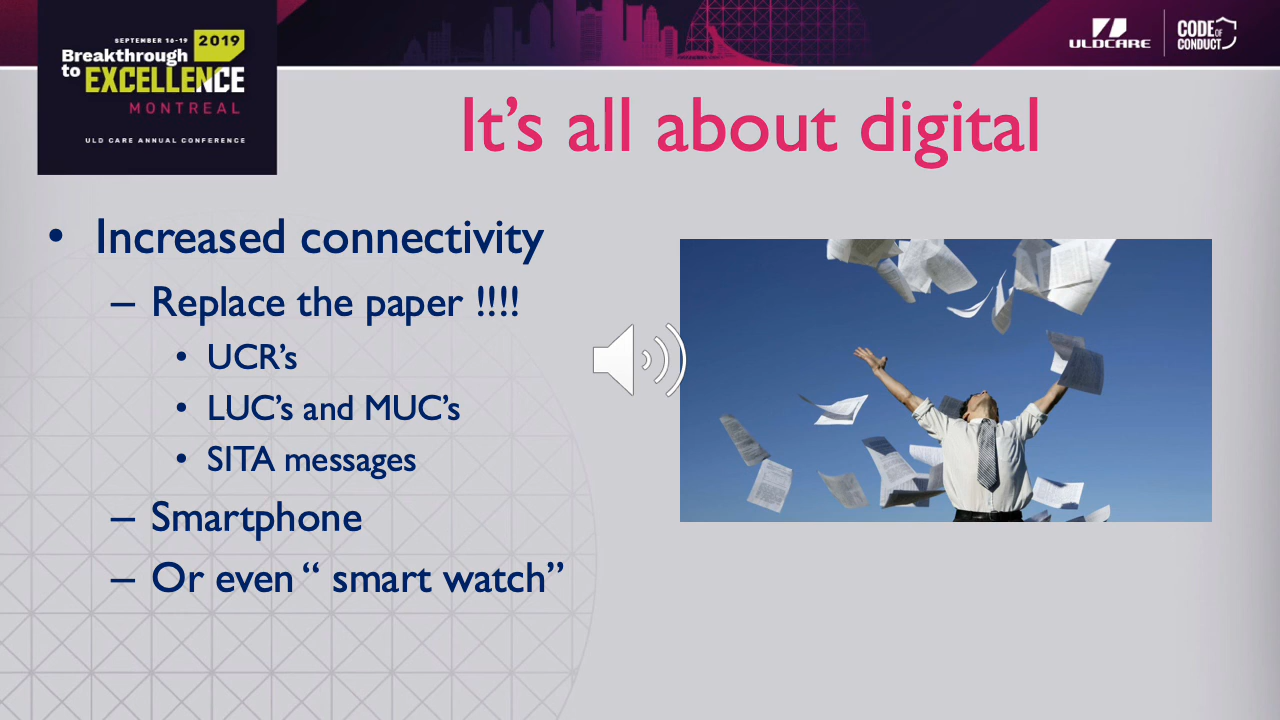 SEPTEMBER 16-19 2019
Breakthrough
to EXCELLENCE
MONTREAL
ULD CARE ANNUAL CONFERENCE
ULDCARE
CODE OF
CONDUCT
It’s all about digital
• Increased connectivity
– Replace the paper !!!!
• UCR’s
• LUC’s and MUC’s
• SITA messages
– Smartphone
– Or even “ smart watch”